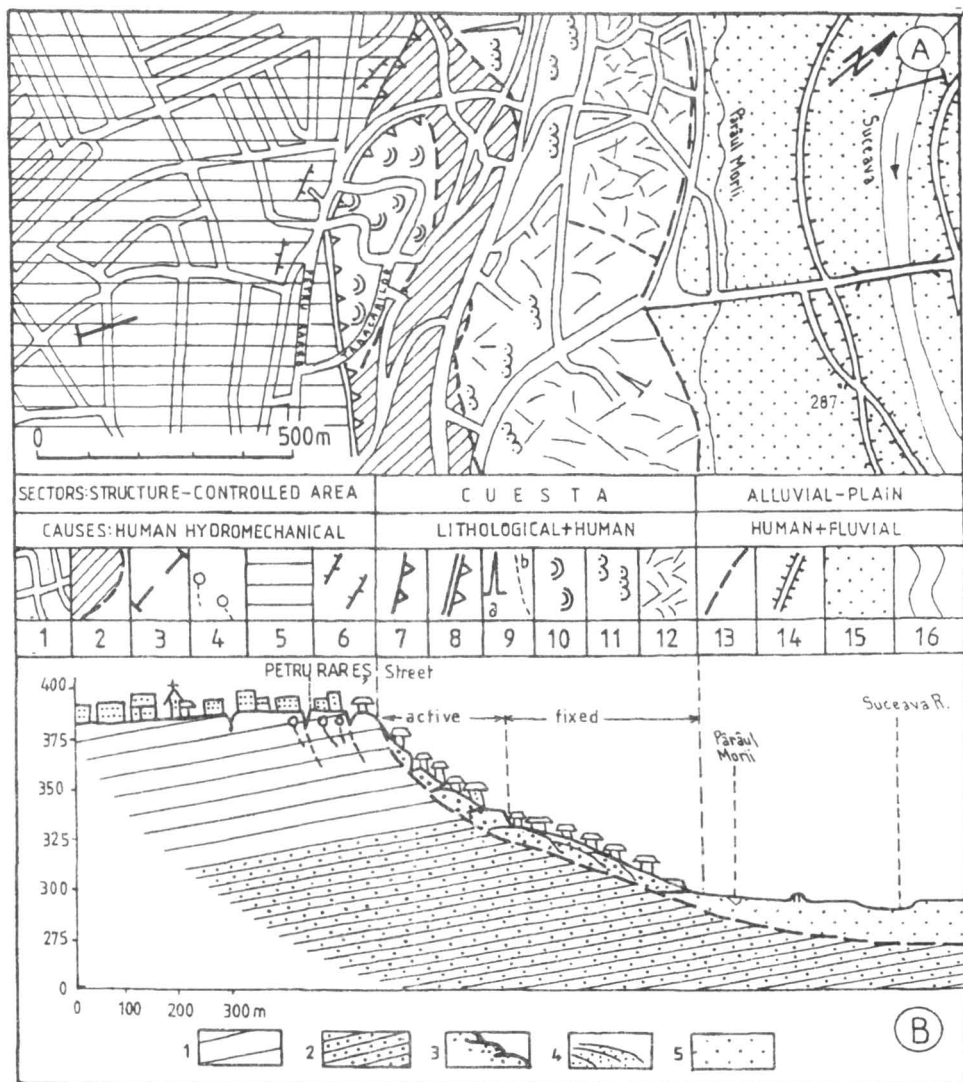 A
Pârâul Morii
Suceava
PETRU RAREŞ
287
0 500m
SECTORS:STRUCTURE-CONTROLLED AREA CUESTA ALLUVIAL-PLAIN
CAUSES: HUMAN HYDROMECHANICAL LITHOLOGICAL+HUMAN HUMAN+FLUVIAL
a b
1 2 3 4 5 6 7 8 9 10 11 12 13 14 15 16
PETRU RAREŞ Street
400
active fixed
Suceava R.
375
Pârâul
Morii
350
325
300
275
0
0 100 200 300 m
B
1 2 3 4 5